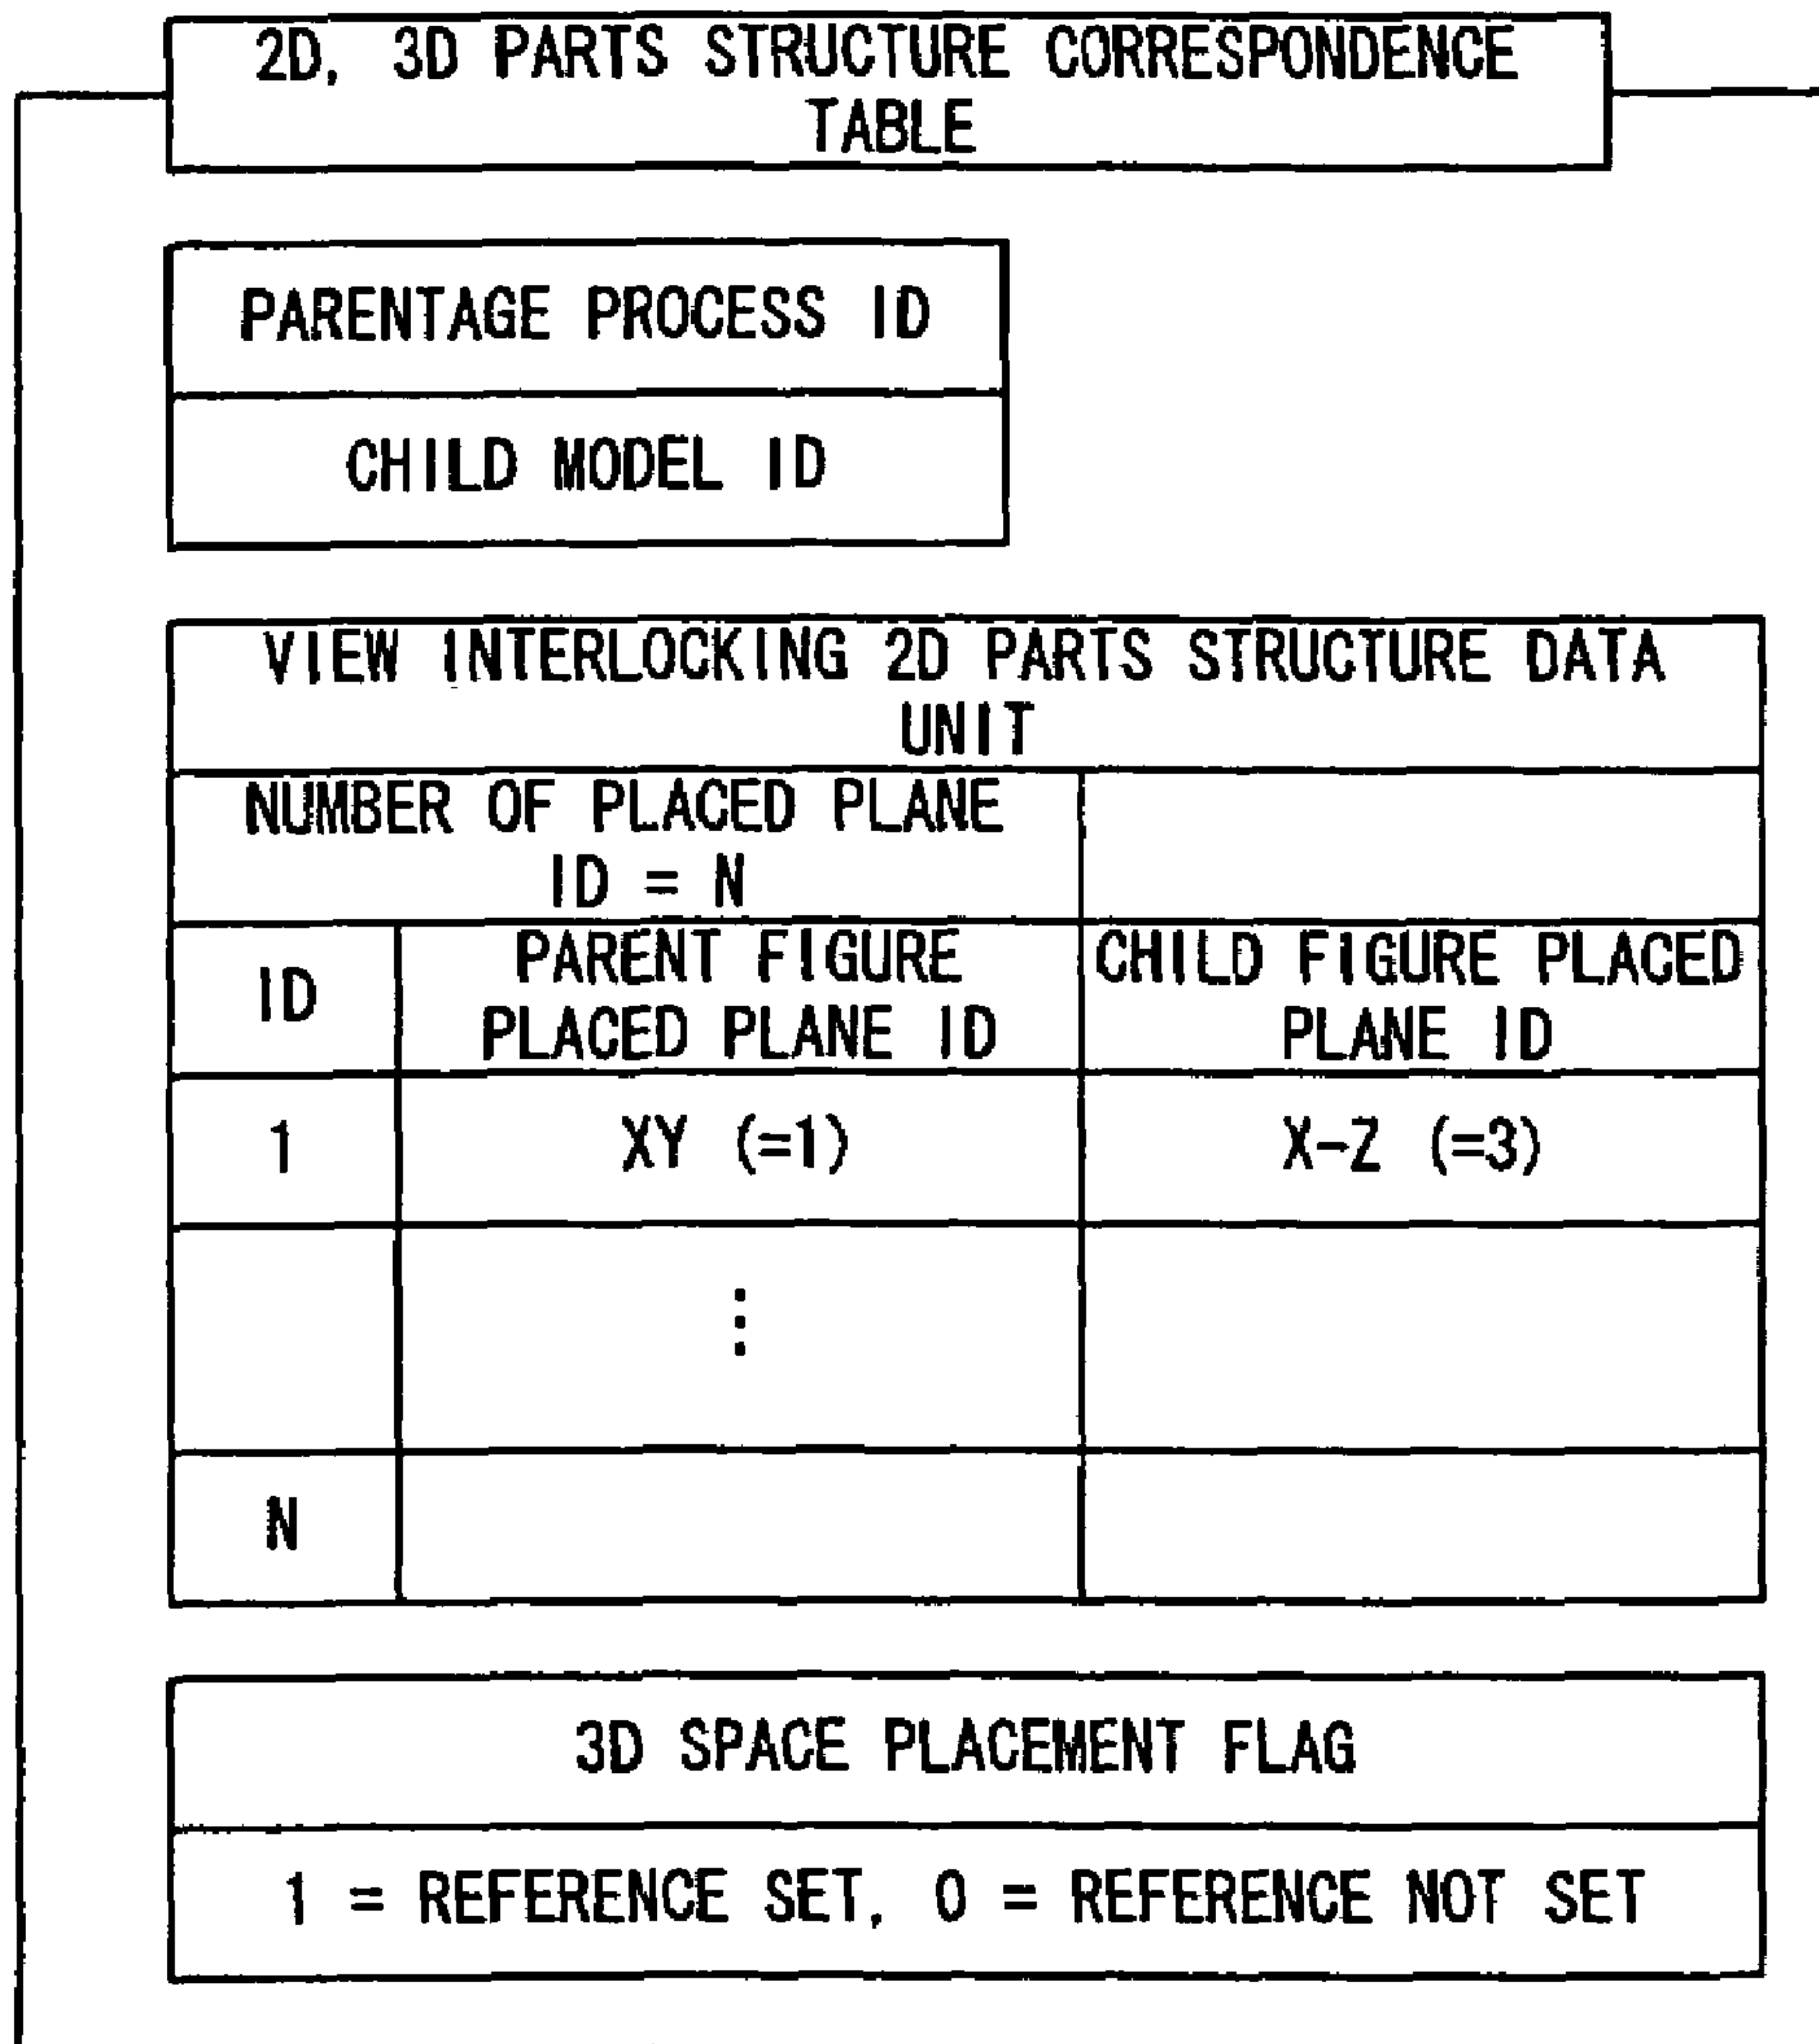 2D, 3D PARTS STRUCTURE CORRESPONDENCE
TABLE
PARENTAGE PROCESS ID
CHILD MODEL ID
VIEW INTERLOCKING 2D PARTS STRUCTURE DATA
UNIT
NUMBER OF PLACED PLANE
ID = N
ID
PARENT FIGURE
PLACED PLANE ID
CHILD FIGURE PLACED
PLANE ID
1
XY (=1)
X-Z (=3)
⋮
N
3D SPACE PLACEMENT FLAG
1 = REFERENCE SET, 0 = REFERENCE NOT SET